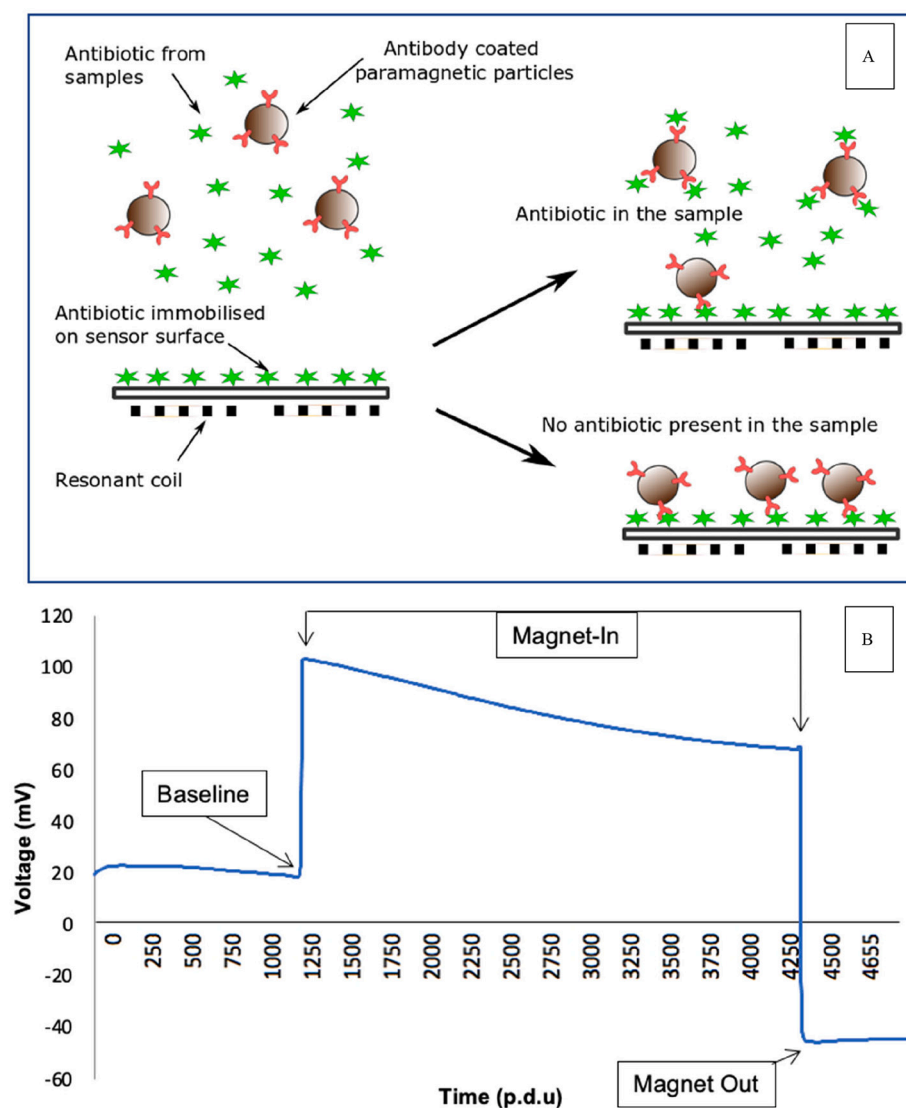 Antibiotic from
samples
Antibody coated
paramagnetic particles
A
Antibiotic in the sample
Antibiotic immobilised
on sensor surface
No antibiotic present in the sample
Resonant coil
120
B
Magnet-In
100
80
60
Baseline
40
20
0
-20
-40
-60
Voltage (mV)
0
250
500
750
1000
1250
1500
1750
2000
2250
2500
2750
3000
3250
3500
3750
4000
4250
4500
4655
Magnet Out
Time (p.d.u)